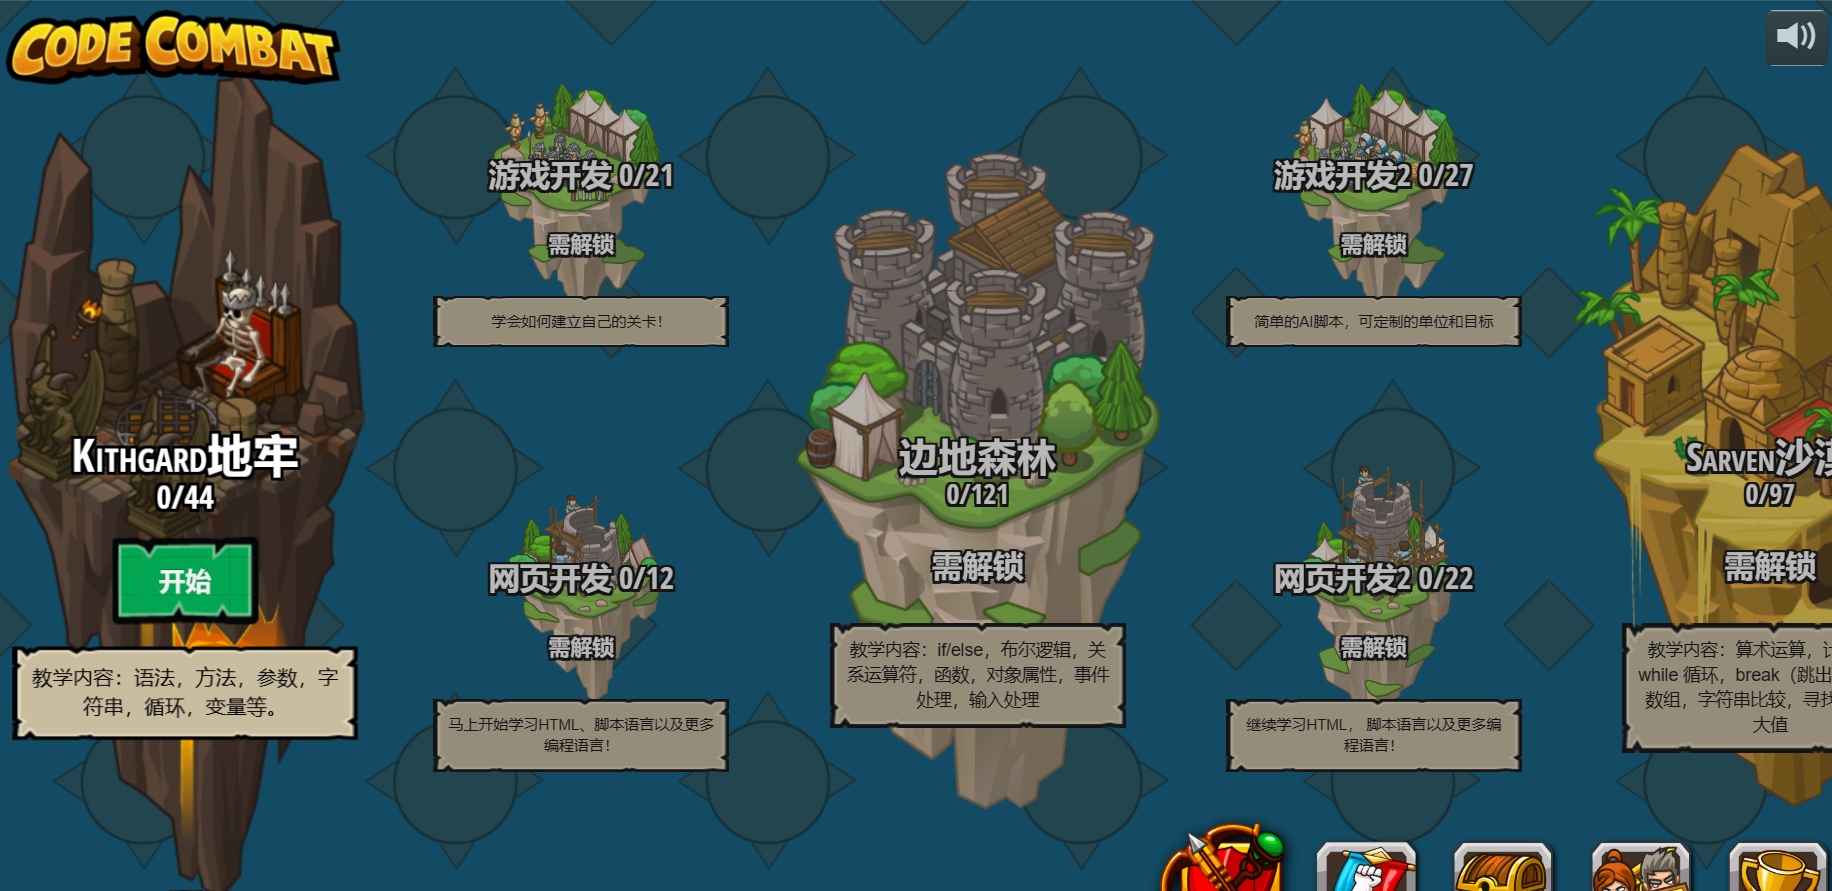 CODE COMBAT
KITHGARD地牢
0/44
开始
教学内容：语法，方法，参数，字
符串，循环，变量等。
游戏开发 0/21
需解锁
学会如何建立自己的关卡！
网页开发 0/12
需解锁
马上开始学习HTML、脚本语言以及更多
编程语言！
边地森林
0/121
需解锁
教学内容：if/else，布尔逻辑，关
系运算符，函数，对象属性，事件
处理，输入处理
游戏开发2 0/27
需解锁
简单的AI脚本，可定制的单位和目标
网页开发2 0/22
需解锁
继续学习HTML， 脚本语言以及更多编
程语言！
SARVEN沙
0/97
需解锁
教学内容：算术运算，
while 循环，break（跳出
数组，字符串比较，寻
大值